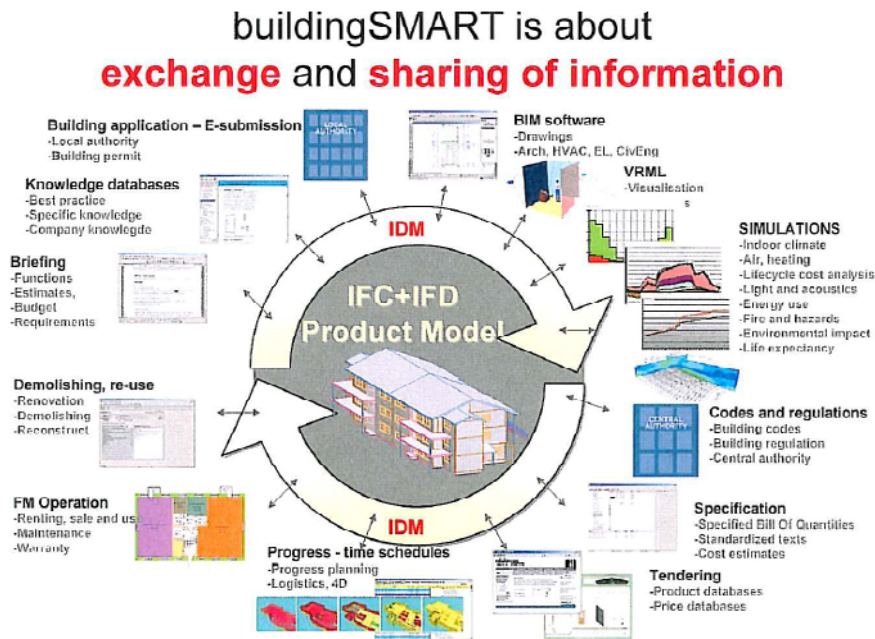 buildingSMART is about
exchange and sharing of information
Building application – E-submission
-Local authority
-Building permit
LOCAL
AUTHORITY
BIM software
-Drawings
-Arch, HVAC, EL, CivEng
VRML
-Visualisation
s
Knowledge databases
-Best practice
-Specific knowledge
-Company knowlegde
IDM
SIMULATIONS
-Indoor climate
-Air, heating
-Lifecycle cost analysis
-Light and acoustics
-Energy use
-Fire and hazards
-Environmental impact
-Life expectancy
Briefing
-Functions
-Estimates,
-Budget
-Requirements
IFC+IFD
Product Model
Demolishing, re-use
-Renovation
-Demolishing
-Reconstruct
CENTRAL
AUTHORITY
Codes and regulations
-Building codes
-Building regulation
-Central authority
FM Operation
-Renting, sale and use
-Maintenance
-Warranty
IDM
Specification
-Specified Bill Of Quantities
-Standardized texts
-Cost estimates
Progress - time schedules
-Progress planning
-Logistics, 4D
Tendering
-Product databases
-Price databases